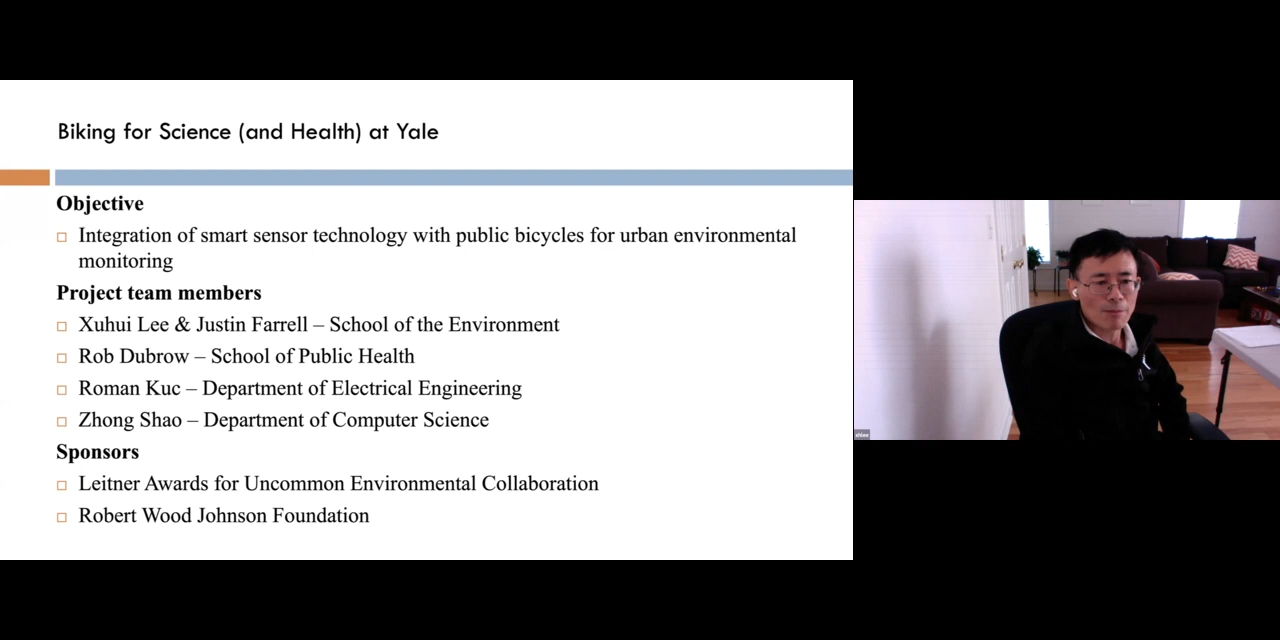 Biking for Science (and Health) at Yale
Objective
Integration of smart sensor technology with public bicycles for urban environmental
monitoring
Project team members
Xuhui Lee & Justin Farrell – School of the Environment
Rob Dubrow – School of Public Health
Roman Kuc – Department of Electrical Engineering
Zhong Shao – Department of Computer Science
Sponsors
Leitner Awards for Uncommon Environmental Collaboration
Robert Wood Johnson Foundation
xhlee